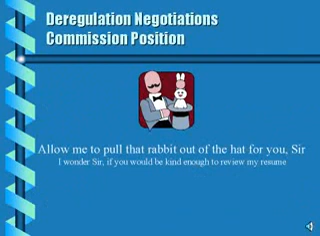 Deregulation Negotiations
Commission Position
Allow me to pull that rabbit out of the hat for you, Sir
I wonder Sir, if you would be kind enough to review my resume